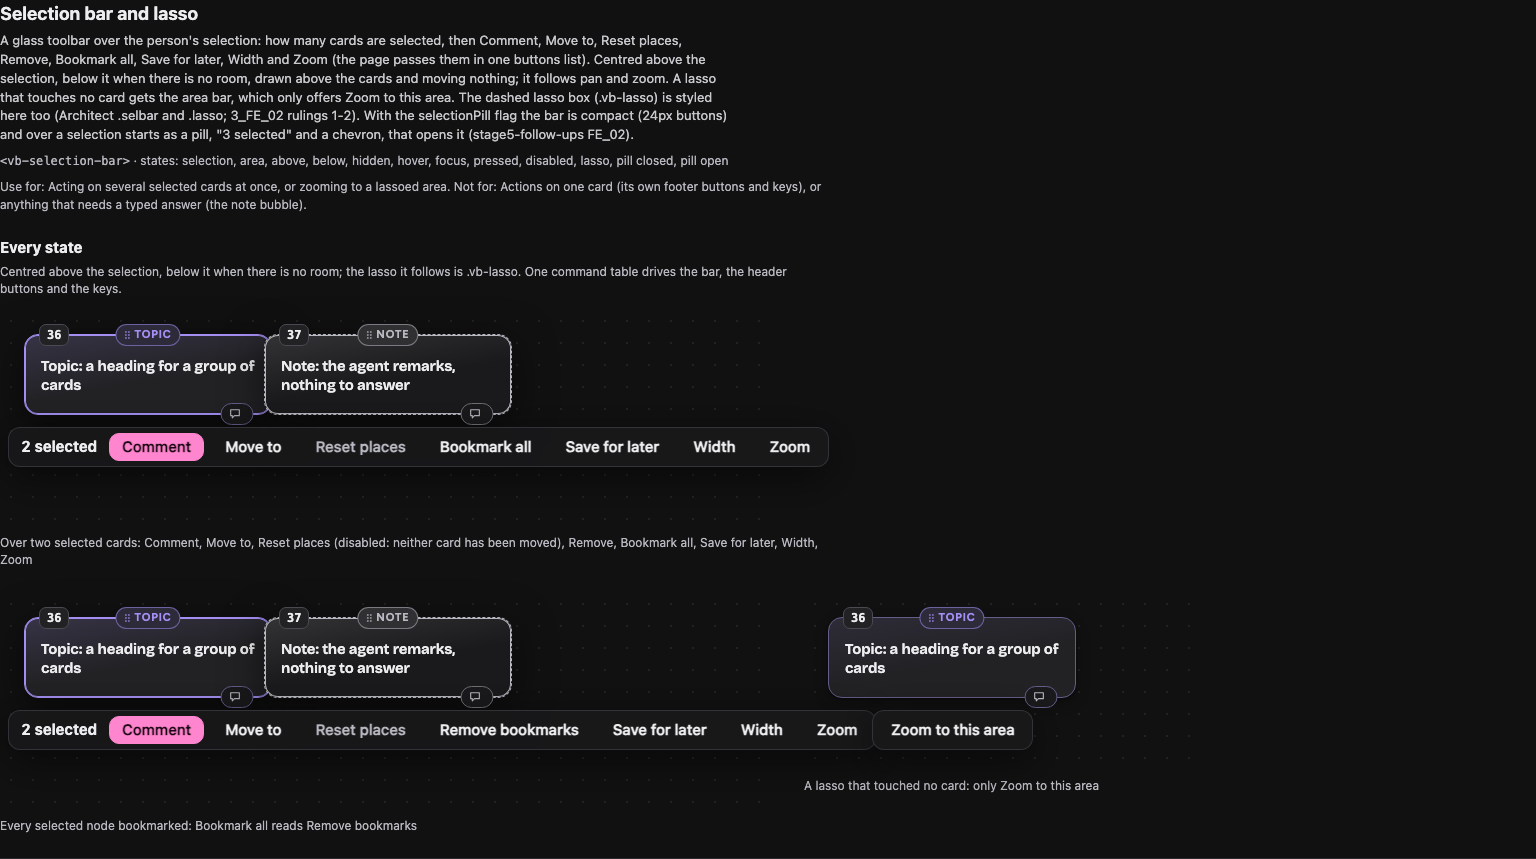 Selection bar and lasso
A glass toolbar over the person's selection: how many cards are selected, then Comment, Move to, Reset places,
Remove, Bookmark all, Save for later, Width and Zoom (the page passes them in one buttons list). Centred above the
selection, below it when there is no room, drawn above the cards and moving nothing; it follows pan and zoom. A lasso
that touches no card gets the area bar, which only offers Zoom to this area. The dashed lasso box (.vb-lasso) is styled
here too (Architect .selbar and .lasso; 3_FE_02 rulings 1-2). With the selectionPill flag the bar is compact (24px buttons)
and over a selection starts as a pill, "3 selected" and a chevron, that opens it (stage5-follow-ups FE_02).
<vb-selection-bar> · states: selection, area, above, below, hidden, hover, focus, pressed, disabled, lasso, pill closed, pill open
Use for: Acting on several selected cards at once, or zooming to a lassoed area. Not for: Actions on one card (its own footer buttons and keys), or
anything that needs a typed answer (the note bubble).
Every state
Centred above the selection, below it when there is no room; the lasso it follows is .vb-lasso. One command table drives the bar, the header
buttons and the keys.
36 TOPIC 37 NOTE
Topic: a heading for a group of cards
Note: the agent remarks, nothing to answer
2 selected Comment Move to Reset places Bookmark all Save for later Width Zoom
Over two selected cards: Comment, Move to, Reset places (disabled: neither card has been moved), Remove, Bookmark all, Save for later, Width,
Zoom
36 TOPIC 37 NOTE 36 TOPIC
Topic: a heading for a group of cards
Note: the agent remarks, nothing to answer
Topic: a heading for a group of cards
2 selected Comment Move to Reset places Remove bookmarks Save for later Width Zoom Zoom to this area
A lasso that touched no card: only Zoom to this area
Every selected node bookmarked: Bookmark all reads Remove bookmarks